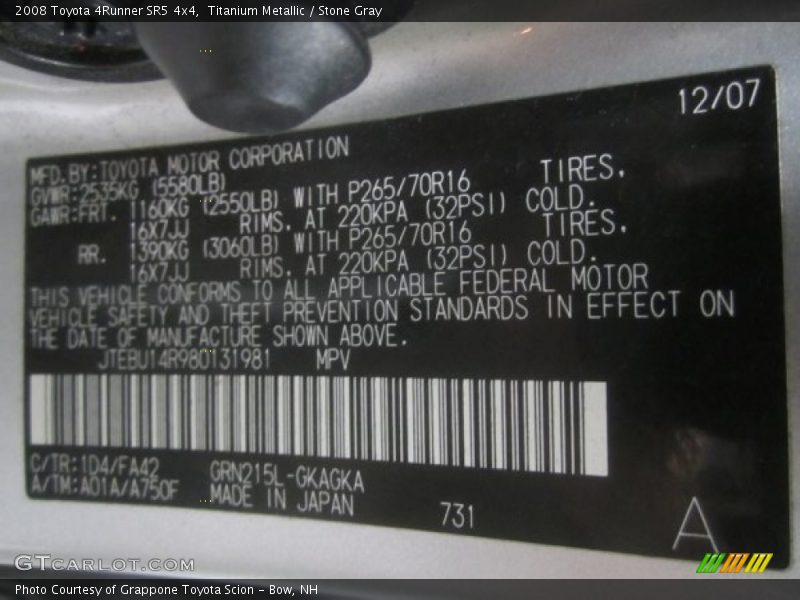 2008 Toyota 4Runner SR5 4x4, Titanium Metallic / Stone Gray
12/07
MFD.BY:TOYOTA MOTOR CORPORATION
GVWR:2535KG (5580LB)
GAWR:FRT. 1160KG (2550LB) WITH P265/70R16 TIRES,
16X7JJ RIMS, AT 220KPA (32PSI) COLD.
RR. 1390KG (3060LB) WITH P265/70R16 TIRES,
16X7JJ RIMS, AT 220KPA (32PSI) COLD.
THIS VEHICLE CONFORMS TO ALL APPLICABLE FEDERAL MOTOR
VEHICLE SAFETY AND THEFT PREVENTION STANDARDS IN EFFECT ON
THE DATE OF MANUFACTURE SHOWN ABOVE.
JTEBU14R980131981 MPV
C/TR:1D4/FA42 GRN215L-GKAGKA
A/TM:A01A/A750F MADE IN JAPAN
731
A
GTCARLOT.COM
Photo Courtesy of Grappone Toyota Scion – Bow, NH